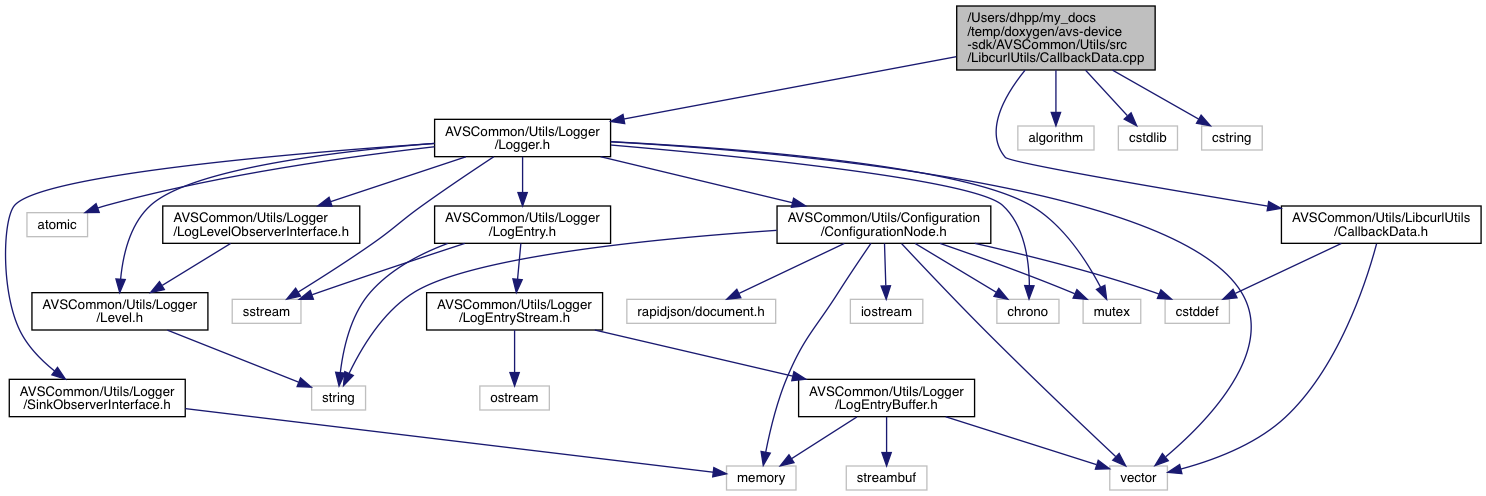 /Users/dhpp/my_docs
/temp/doxygen/avs-device
-sdk/AVSCommon/Utils/src
/LibcurlUtils/CallbackData.cpp
AVSCommon/Utils/Logger
/Logger.h
algorithm
cstdlib
cstring
atomic
AVSCommon/Utils/Logger
/LogLevelObserverInterface.h
AVSCommon/Utils/Logger
/LogEntry.h
AVSCommon/Utils/Configuration
/ConfigurationNode.h
AVSCommon/Utils/LibcurlUtils
/CallbackData.h
AVSCommon/Utils/Logger
/Level.h
sstream
AVSCommon/Utils/Logger
/LogEntryStream.h
rapidjson/document.h
iostream
chrono
mutex
cstddef
AVSCommon/Utils/Logger
/SinkObserverInterface.h
string
ostream
AVSCommon/Utils/Logger
/LogEntryBuffer.h
memory
streambuf
vector